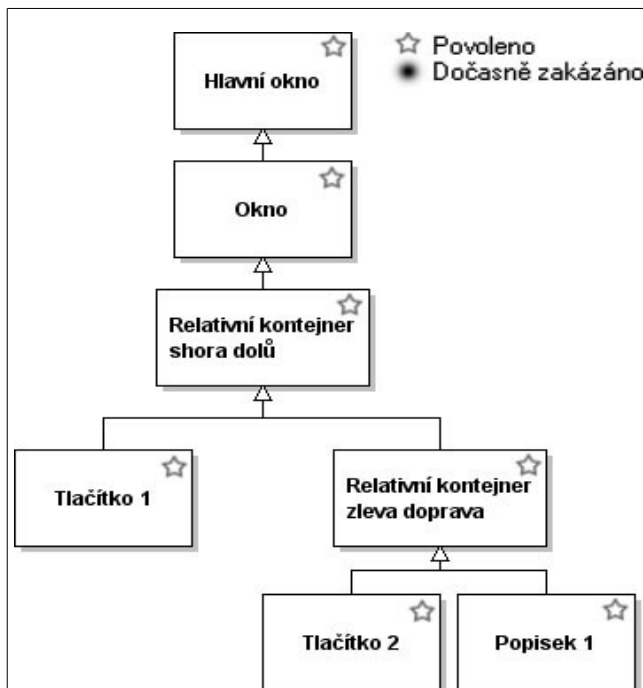 Hlavní okno
Povoleno
Dočasně zakázáno
Okno
Relativní kontejner
shora dolů
Tlačítko 1
Relativní kontejner
zleva doprava
Tlačítko 2
Popisek 1